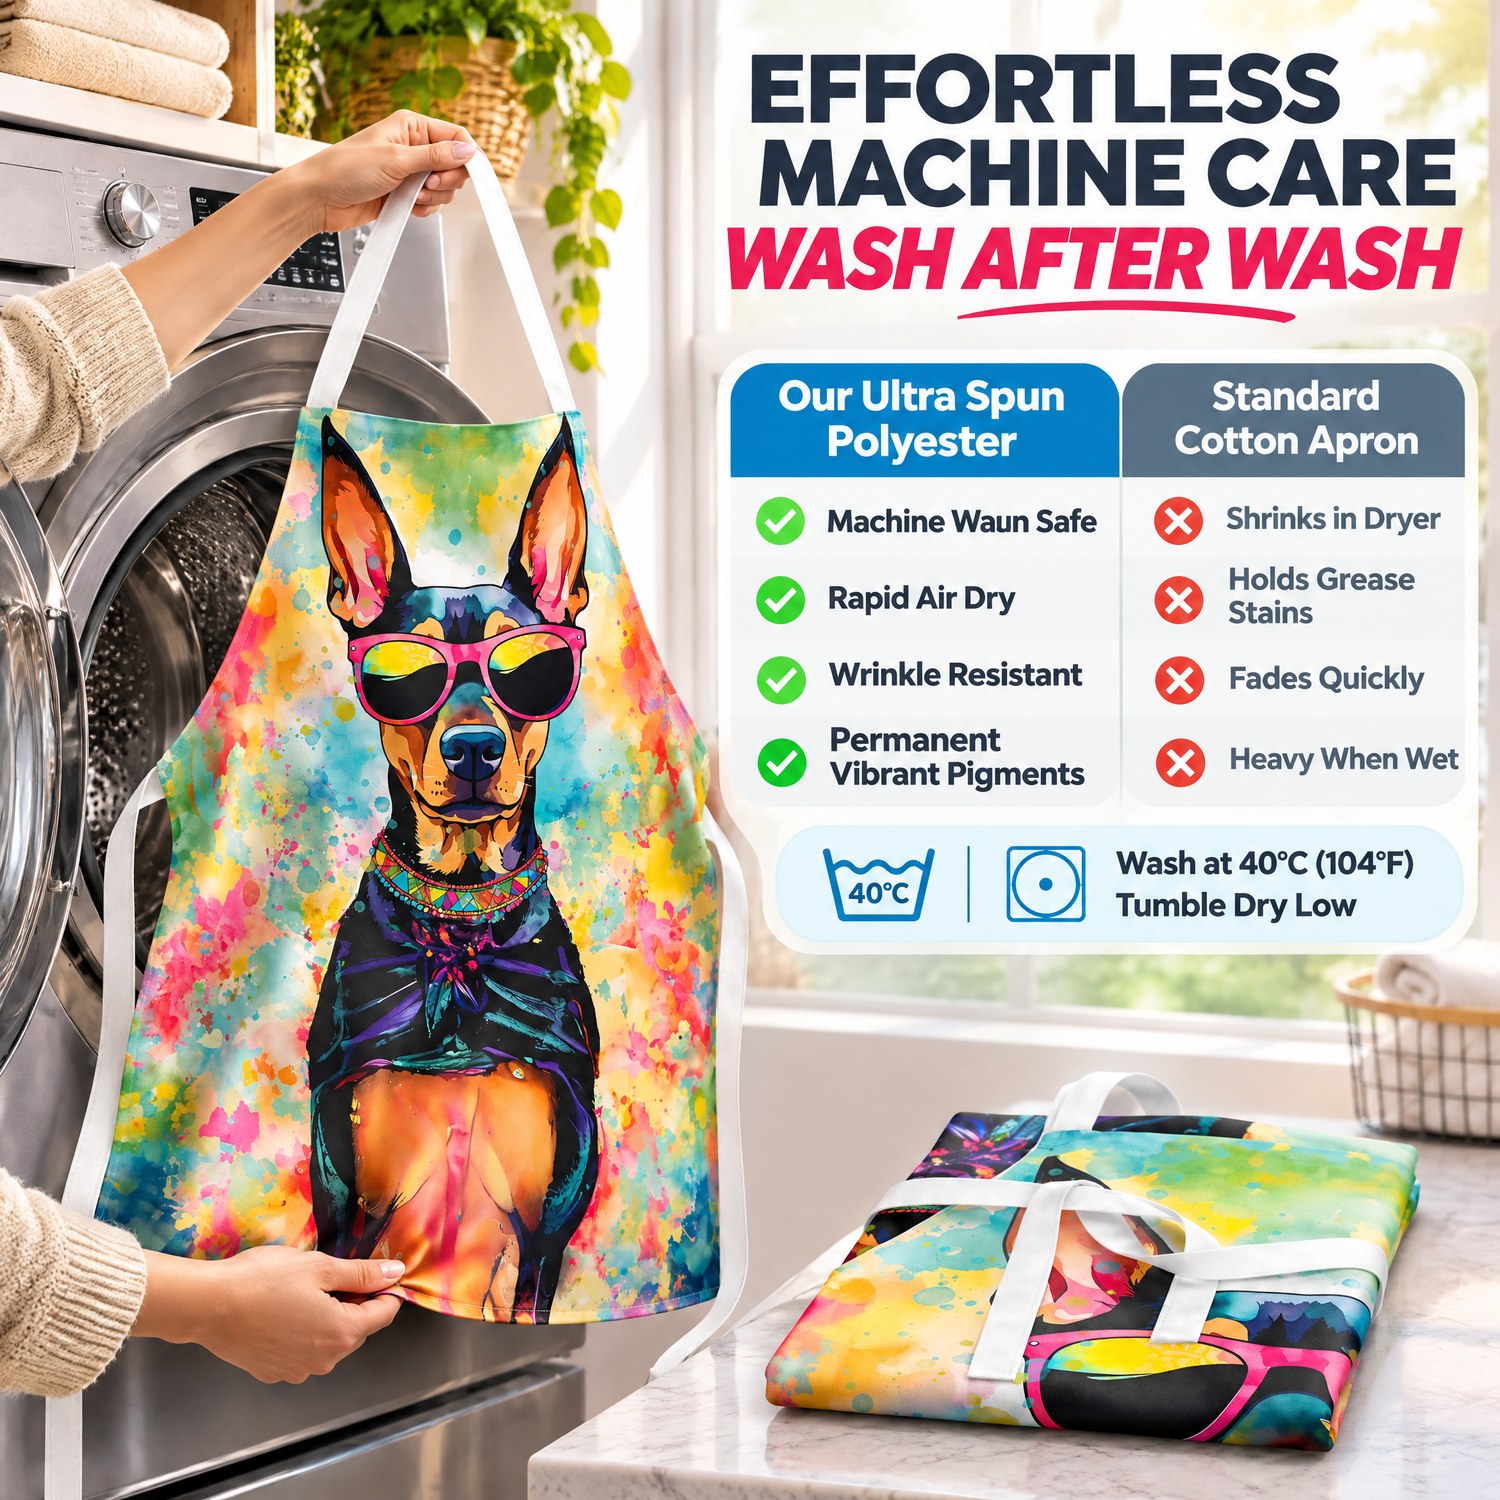 EFFORTLESS
MACHINE CARE
WASH AFTER WASH
Our Ultra Spun
Polyester
Standard
Cotton Apron
Machine Waun Safe
Shrinks in Dryer
Rapid Air Dry
Holds Grease
Stains
Wrinkle Resistant
Fades Quickly
Permanent
Vibrant Pigments
Heavy When Wet
40°C
Wash at 40°C (104°F)
Tumble Dry Low